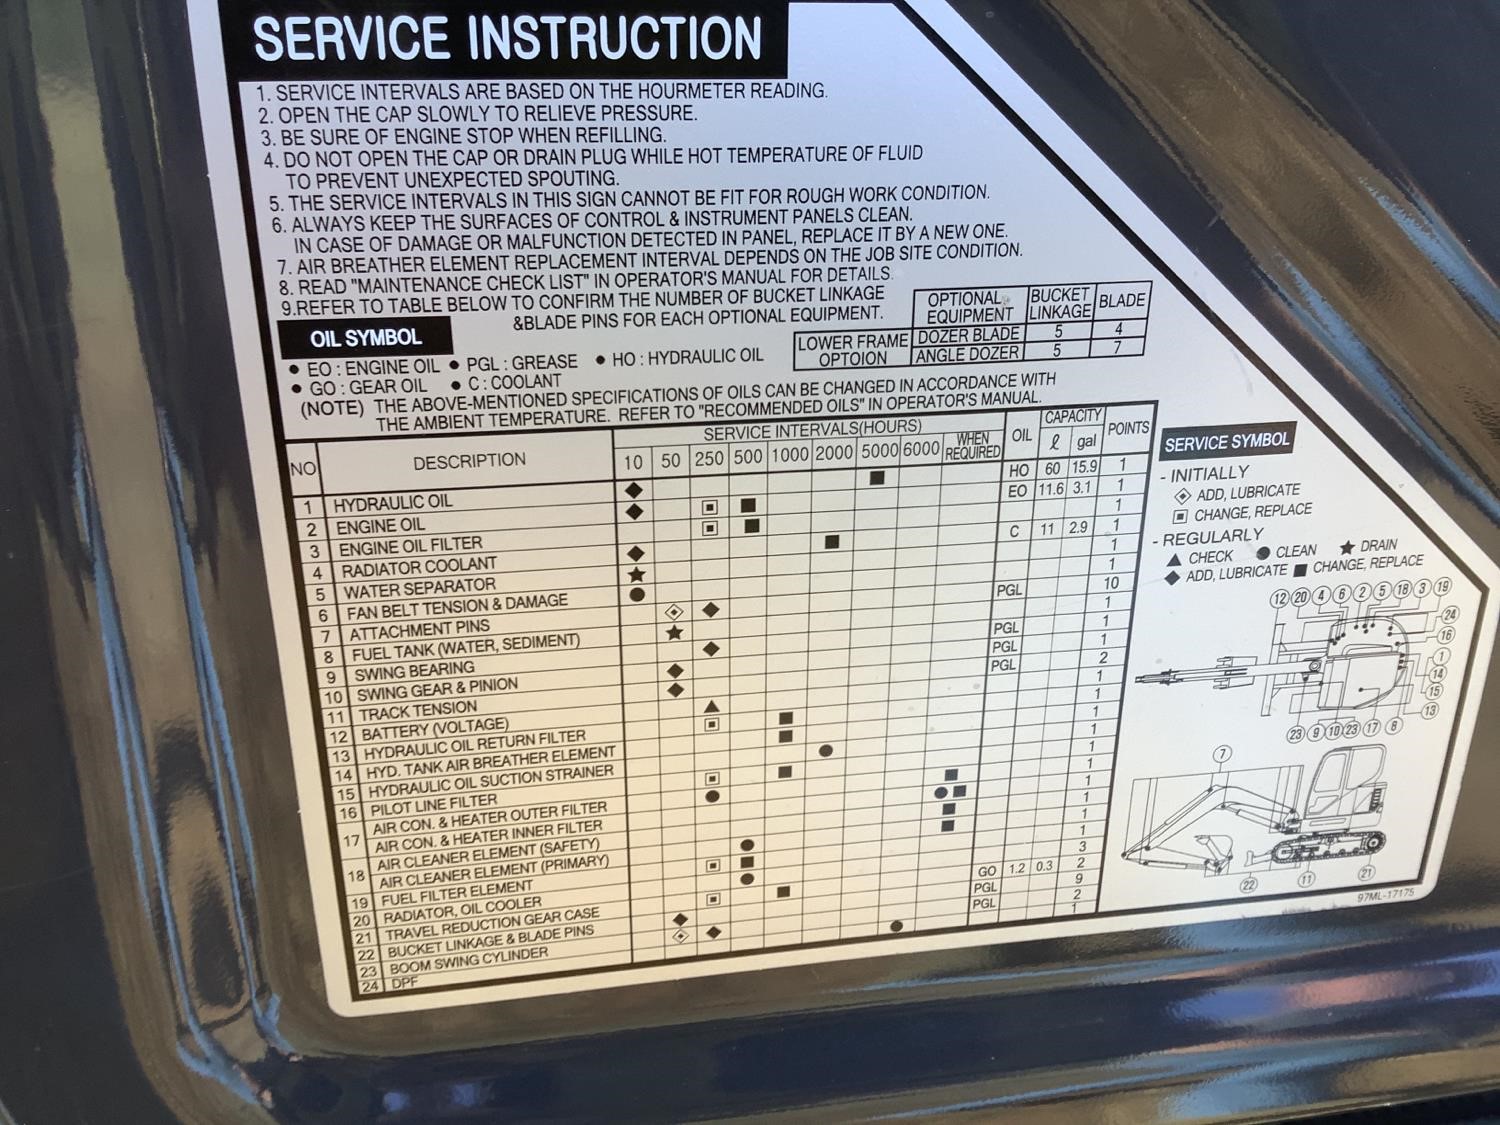 SERVICE INSTRUCTION
1. SERVICE INTERVALS ARE BASED ON THE HOURMETER READING.
2. OPEN THE CAP SLOWLY TO RELIEVE PRESSURE.
3. BE SURE OF ENGINE STOP WHEN REFILLING.
4. DO NOT OPEN THE CAP OR DRAIN PLUG WHILE HOT TEMPERATURE OF FLUID
TO PREVENT UNEXPECTED SPOUTING.
5. THE SERVICE INTERVALS IN THIS SIGN CANNOT BE FIT FOR ROUGH WORK CONDITION.
6. ALWAYS KEEP THE SURFACES OF CONTROL & INSTRUMENT PANELS CLEAN.
IN CASE OF DAMAGE OR MALFUNCTION DETECTED IN PANEL, REPLACE IT BY A NEW ONE.
7. AIR BREATHER ELEMENT REPLACEMENT INTERVAL DEPENDS ON THE JOB SITE CONDITION.
8. READ "MAINTENANCE CHECK LIST" IN OPERATOR'S MANUAL FOR DETAILS.
9.REFER TO TABLE BELOW TO CONFIRM THE NUMBER OF BUCKET LINKAGE
&BLADE PINS FOR EACH OPTIONAL EQUIPMENT.
OPTIONAL EQUIPMENT BUCKET LINKAGE BLADE
LOWER FRAME OPTOION DOZER BLADE 5 4
ANGLE DOZER 5 7
OIL SYMBOL
• EO : ENGINE OIL • PGL : GREASE • HO : HYDRAULIC OIL
• GO : GEAR OIL • C : COOLANT
(NOTE) THE ABOVE-MENTIONED SPECIFICATIONS OF OILS CAN BE CHANGED IN ACCORDANCE WITH
THE AMBIENT TEMPERATURE. REFER TO "RECOMMENDED OILS" IN OPERATOR'S MANUAL.
NO DESCRIPTION SERVICE INTERVALS(HOURS) OIL CAPACITY POINTS
10 50 250 500 1000 2000 5000 6000 WHEN REQUIRED ℓ gal
1 HYDRAULIC OIL ◆ ■ HO 60 15.9 1
2 ENGINE OIL ◆ ▣ ■ EO 11.6 3.1 1
3 ENGINE OIL FILTER ▣ ■ 1
4 RADIATOR COOLANT ◆ ■ C 11 2.9 1
5 WATER SEPARATOR ★ 1
6 FAN BELT TENSION & DAMAGE ● 1
7 ATTACHMENT PINS ◈ ◆ PGL 10
8 FUEL TANK (WATER, SEDIMENT) ★ 1
9 SWING BEARING ◆ PGL 1
10 SWING GEAR & PINION ◆ PGL 1
11 TRACK TENSION ◆ PGL 2
12 BATTERY (VOLTAGE) ▲ 1
13 HYDRAULIC OIL RETURN FILTER ▣ ■ 1
14 HYD. TANK AIR BREATHER ELEMENT ■ 1
15 HYDRAULIC OIL SUCTION STRAINER ● 1
16 PILOT LINE FILTER ▣ ■ 1
17 AIR CON. & HEATER OUTER FILTER ● ● ■ 1
AIR CON. & HEATER INNER FILTER ■ 1
18 AIR CLEANER ELEMENT (SAFETY) ■ 1
AIR CLEANER ELEMENT (PRIMARY) ● ■ 1
19 FUEL FILTER ELEMENT ■ 1
20 RADIATOR, OIL COOLER ● 3
21 TRAVEL REDUCTION GEAR CASE ▣ ■ GO 1.2 0.3 2
22 BUCKET LINKAGE & BLADE PINS ◆ PGL 9
23 BOOM SWING CYLINDER ◈ ◆ PGL 2
24 DPF ● 1
SERVICE SYMBOL
- INITIALLY
◈ ADD, LUBRICATE
▣ CHANGE, REPLACE
- REGULARLY
▲ CHECK ● CLEAN ★ DRAIN
◆ ADD, LUBRICATE ■ CHANGE, REPLACE
12 20 4 6 2 5 18 3 19
24
16
1
14
15
13
23 9 10 23 17 8
7
22 11 21
97ML-17175